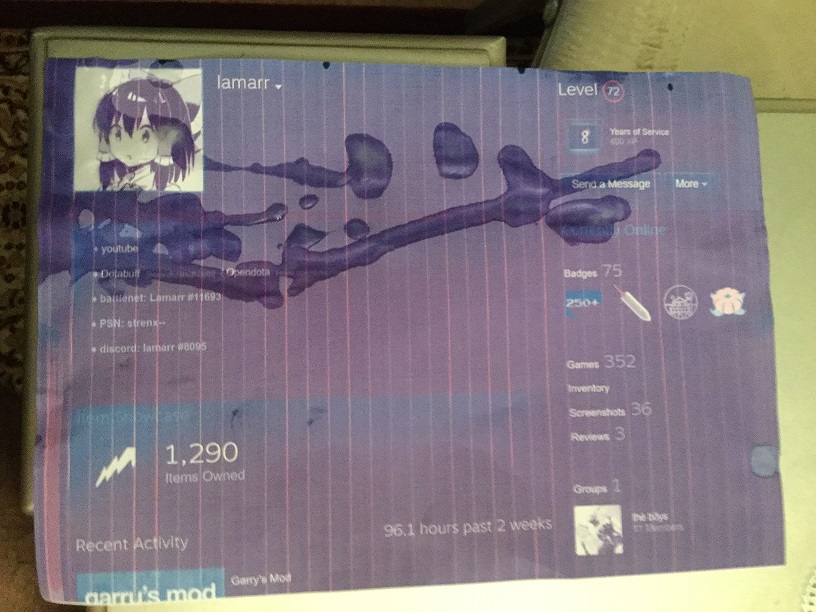 lamarr
Level 72
8
Years of Service
400 XP
Send a Message
More
Currently Online
• youtube
• Dotabuff
Opendota
• battlenet: Lamarr #11693
• PSN: strenx--
• discord: lamarr #8095
Badges 75
250+
Games 352
Inventory
Screenshots 36
Reviews 3
Item Showcase
1,290
Items Owned
Groups 1
the boys
Members
Recent Activity
96.1 hours past 2 weeks
garry's mod
Garry's Mod